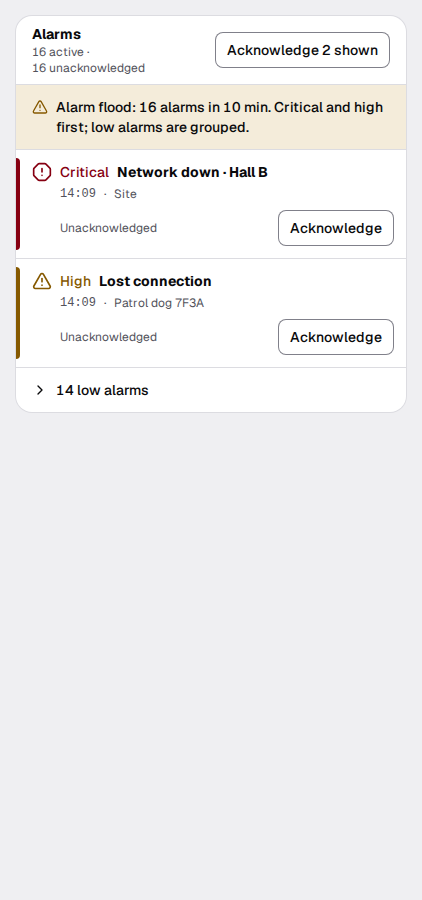 Alarms
16 active ·
16 unacknowledged
Acknowledge 2 shown
Alarm flood: 16 alarms in 10 min. Critical and high
first; low alarms are grouped.
Critical Network down · Hall B
14:09 · Site
Unacknowledged
Acknowledge
High Lost connection
14:09 · Patrol dog 7F3A
Unacknowledged
Acknowledge
14 low alarms